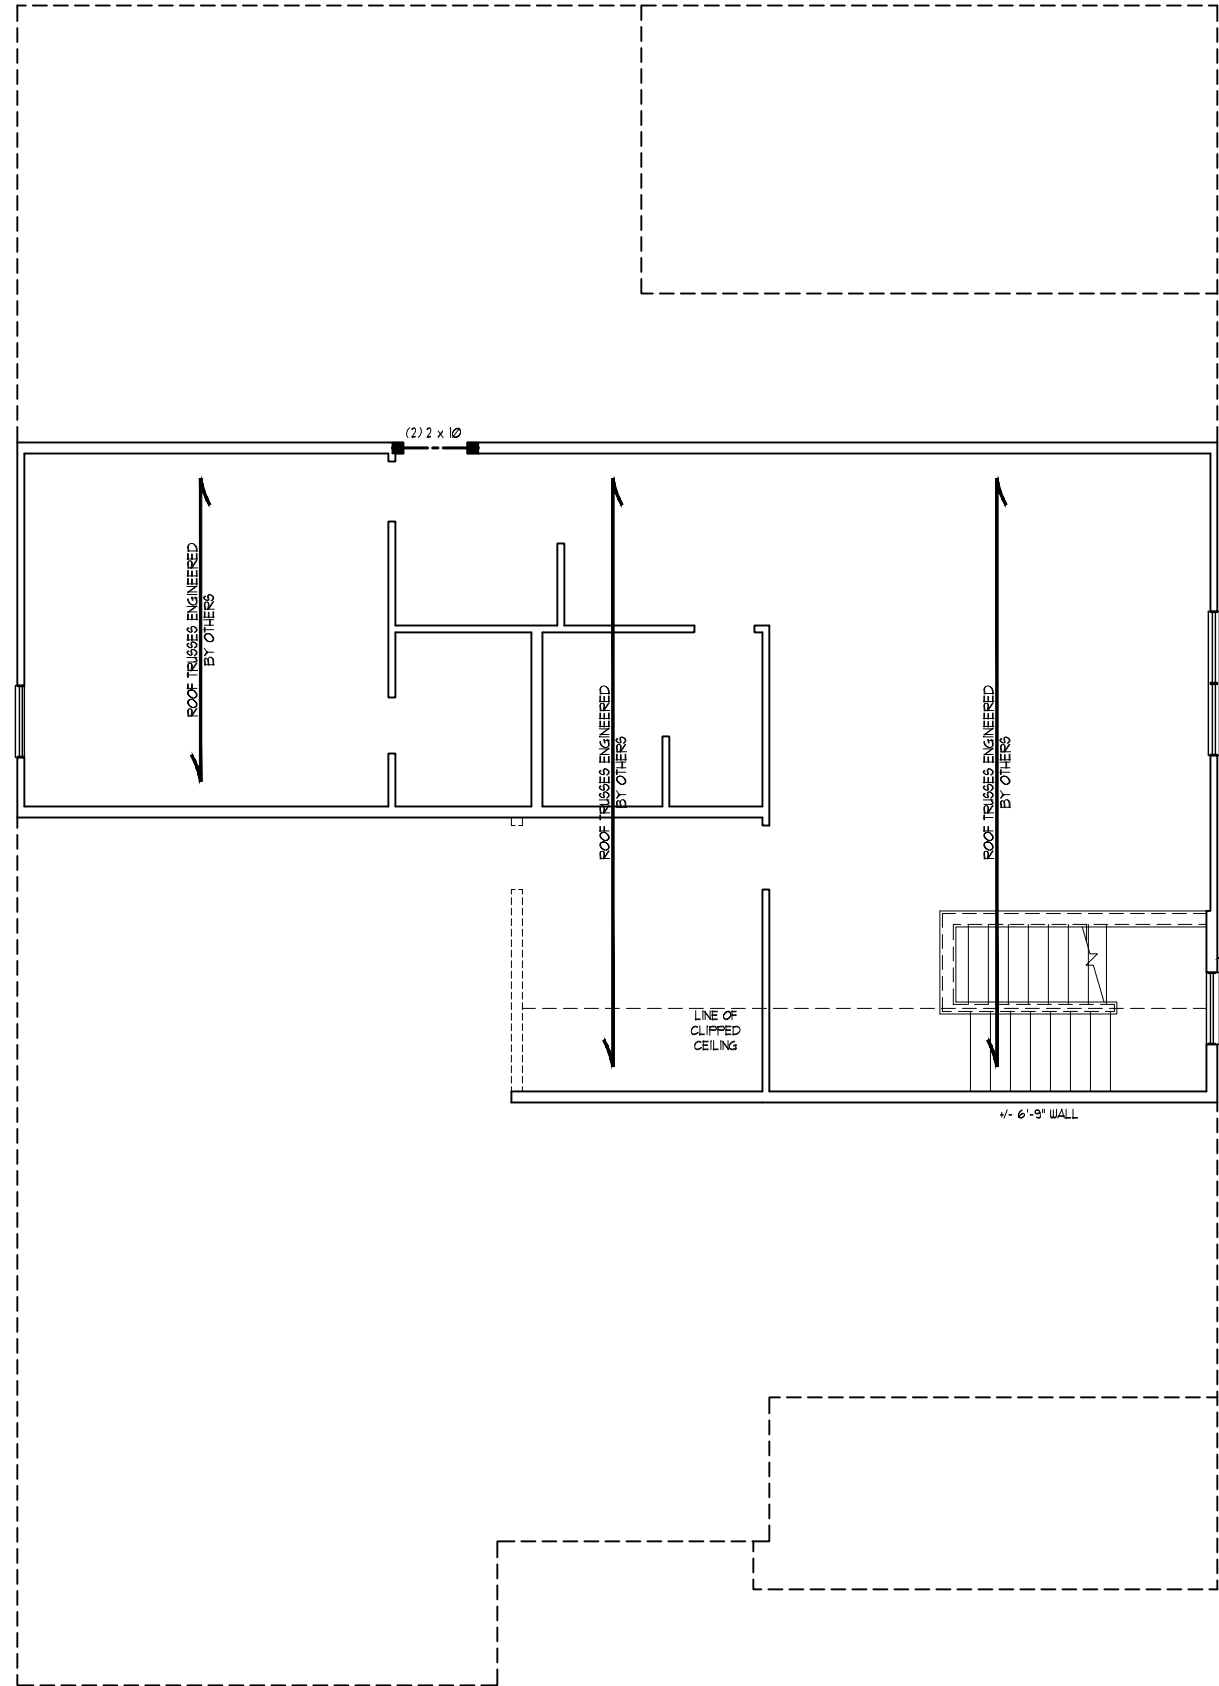 (2) 2 x 10
ROOF TRUSSES ENGINEERED
BY OTHERS
ROOF TRUSSES ENGINEERED
BY OTHERS
ROOF TRUSSES ENGINEERED
BY OTHERS
LINE OF
CLIPPED
CEILING
+/- 6'-9" WALL